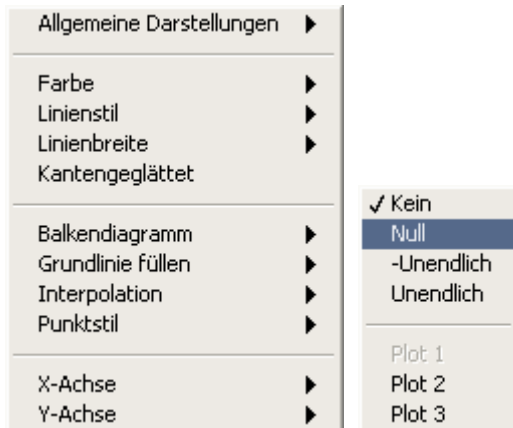 Allgemeine Darstellungen
Farbe
Linienstil
Linienbreite
Kantengeglättet
Balkendiagramm
Grundlinie füllen
Interpolation
Punktstil
X-Achse
Y-Achse
Kein
Null
-Unendlich
Unendlich
Plot 1
Plot 2
Plot 3